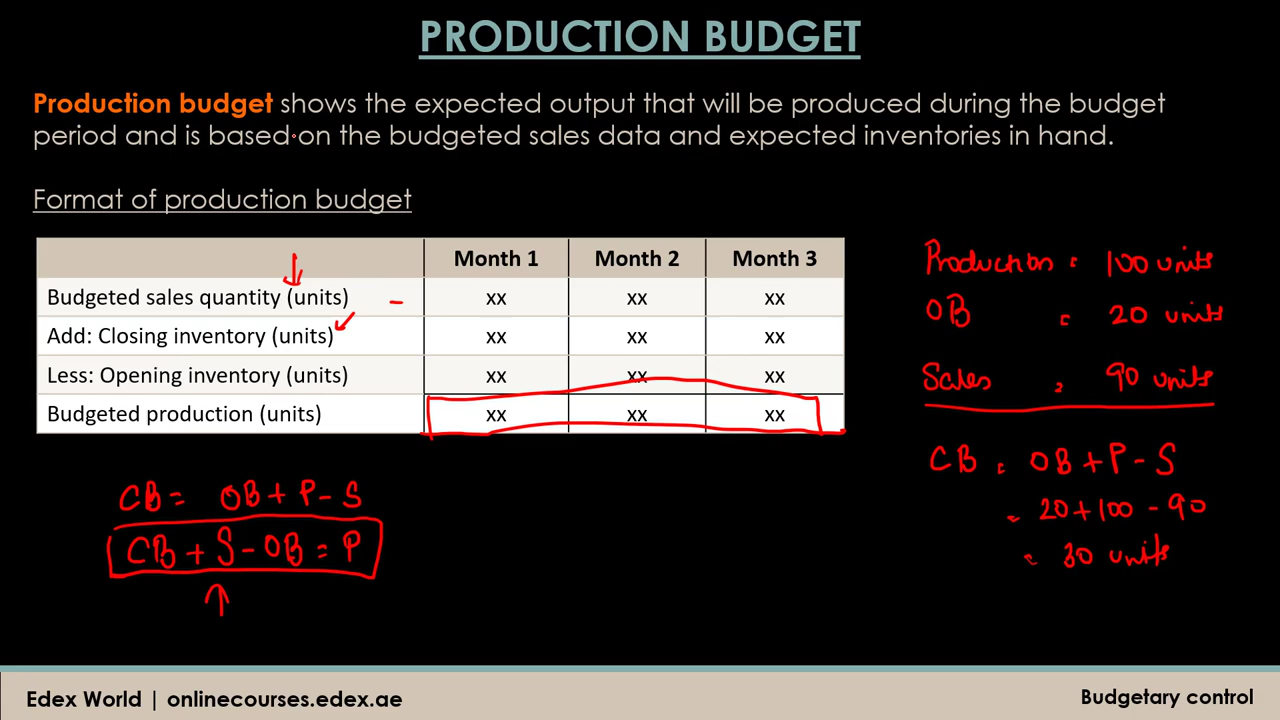 PRODUCTION BUDGET
Production budget shows the expected output that will be produced during the budget
period and is based on the budgeted sales data and expected inventories in hand.
Format of production budget
Month 1 Month 2 Month 3
Budgeted sales quantity (units) - xx xx xx
Add: Closing inventory (units) xx xx xx
Less: Opening inventory (units) xx xx xx
Budgeted production (units) xx xx xx
CB = OB + P - S
CB + S - OB = P
Production : 100 units
OB : 20 units
Sales : 90 units
CB = OB + P - S
= 20 + 100 - 90
= 30 units
Edex World | onlinecourses.edex.ae
Budgetary control